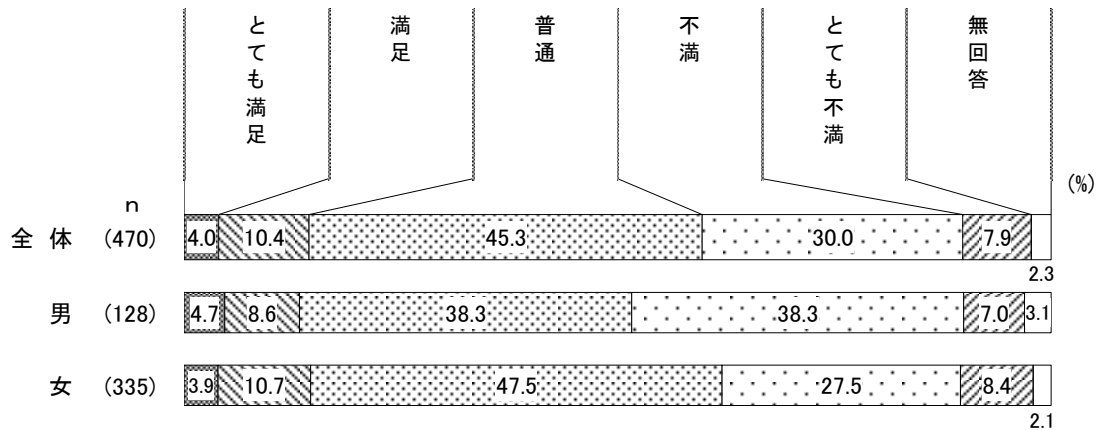 とても満足
満足
普通
不満
とても不満
無回答
(%)
n
全体 (470) 4.0 10.4 45.3 30.0 7.9 2.3
男 (128) 4.7 8.6 38.3 38.3 7.0 3.1
女 (335) 3.9 10.7 47.5 27.5 8.4 2.1